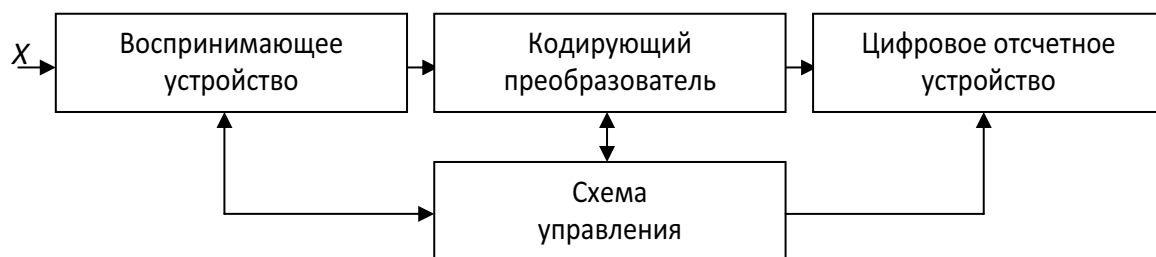 X
Воспринимающее
устройство
Кодирующий
преобразователь
Цифровое отсчетное
устройство
Схема
управления